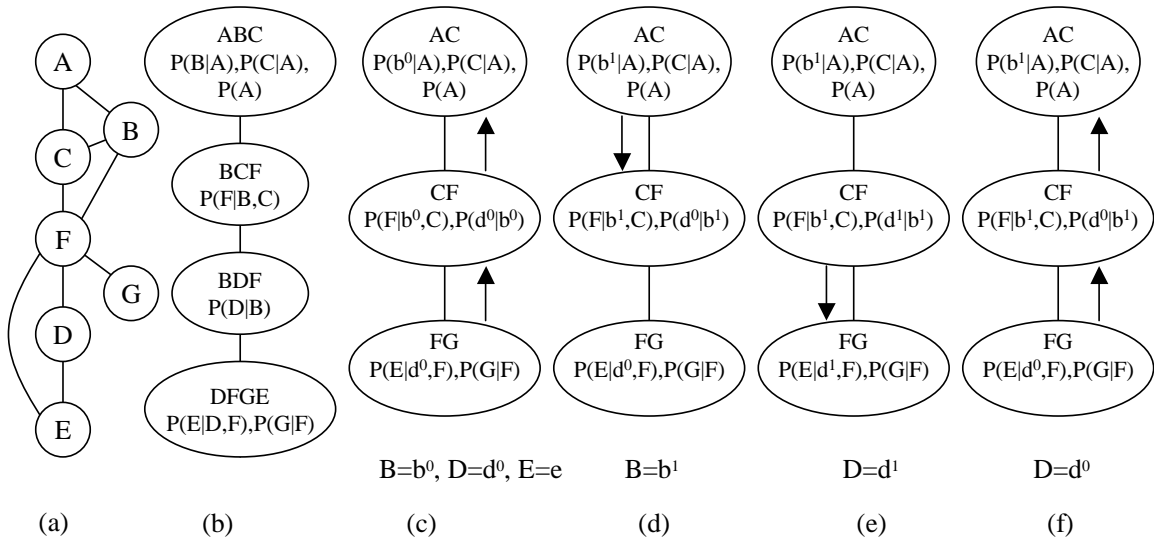 A
B
C
F
G
D
E
(a)
ABC
P(B|A),P(C|A),
P(A)
BCF
P(F|B,C)
BDF
P(D|B)
DFGE
P(E|D,F),P(G|F)
(b)
AC
P(b⁰|A),P(C|A),
P(A)
CF
P(F|b⁰,C),P(d⁰|b⁰)
FG
P(E|d⁰,F),P(G|F)
B=b⁰, D=d⁰, E=e
(c)
AC
P(b¹|A),P(C|A),
P(A)
CF
P(F|b¹,C),P(d⁰|b¹)
FG
P(E|d⁰,F),P(G|F)
B=b¹
(d)
AC
P(b¹|A),P(C|A),
P(A)
CF
P(F|b¹,C),P(d¹|b¹)
FG
P(E|d¹,F),P(G|F)
D=d¹
(e)
AC
P(b¹|A),P(C|A),
P(A)
CF
P(F|b¹,C),P(d⁰|b¹)
FG
P(E|d⁰,F),P(G|F)
D=d⁰
(f)